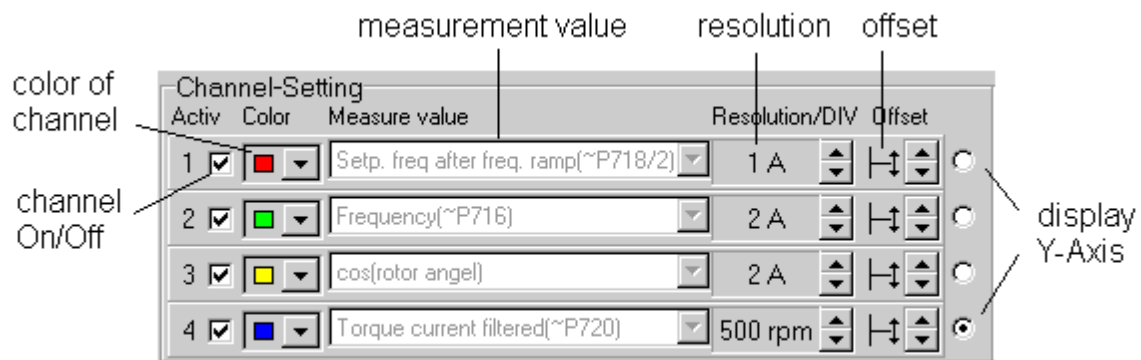 measurement value resolution offset
color of
channel
Channel-Setting
Activ Color Measure value Resolution/DIV Offset
1 Setp. freq after freq. ramp(~P718/2) 1 A
channel
On/Off
2 Frequency(~P716) 2 A
display
Y-Axis
3 cos(rotor angel) 2 A
4 Torque current filtered(~P720) 500 rpm